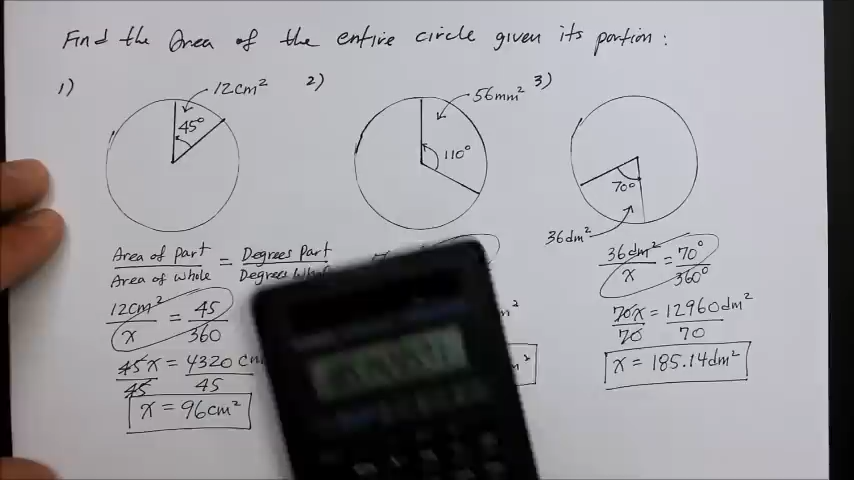 Find the Area of the entire circle given its portion:
1) 12cm² 45°
2) 56mm² 110°
3) 70° 36dm²
Area of part / Area of whole = Degrees Part / Degrees
12cm² / x = 45 / 360
45x / 45 = 4320 / 45
x = 96cm²
36dm² / x = 70° / 360°
70x / 70 = 12960dm² / 70
x = 185.14dm²